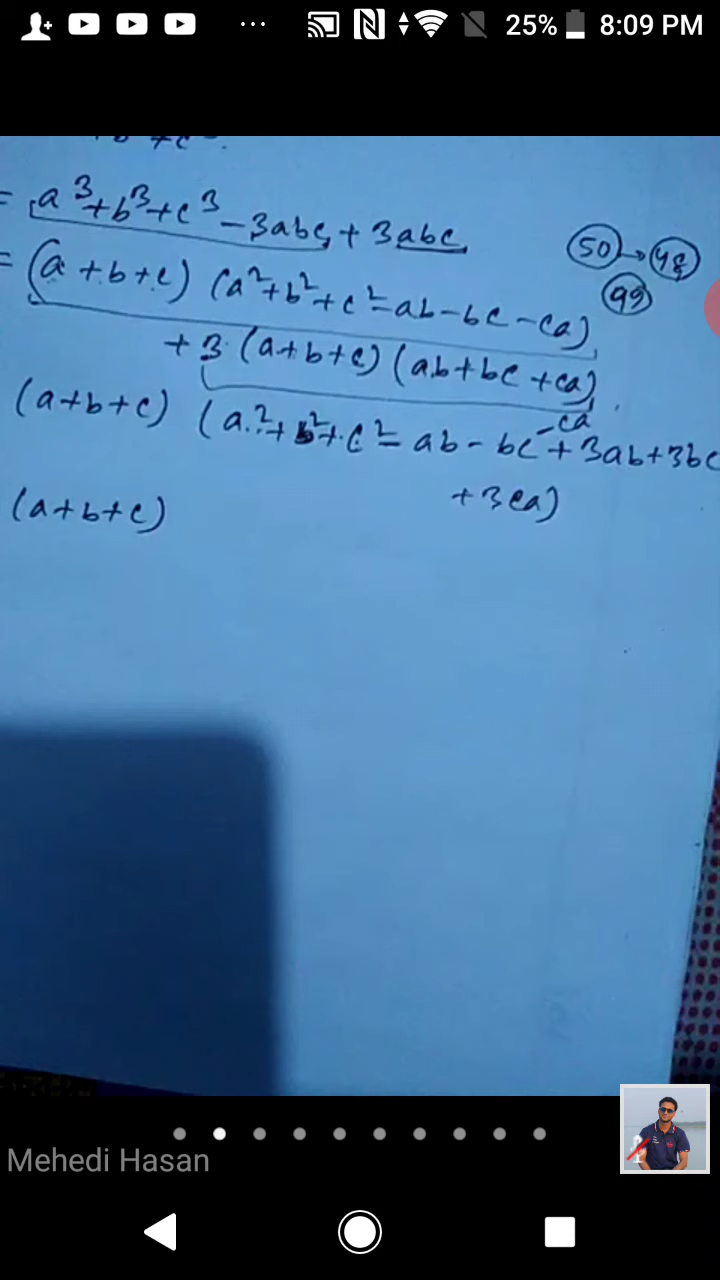 25% 8:09 PM
= a³+b³+c³-3abc+3abc
50→48
= (a+b+c) (a²+b²+c²-ab-bc-ca)
99
+3(a+b+c)(ab+bc+ca)
(a+b+c) (a²+b²+c²-ab-bc-ca+3ab+3bc
+3ca)
(a+b+c)
Mehedi Hasan